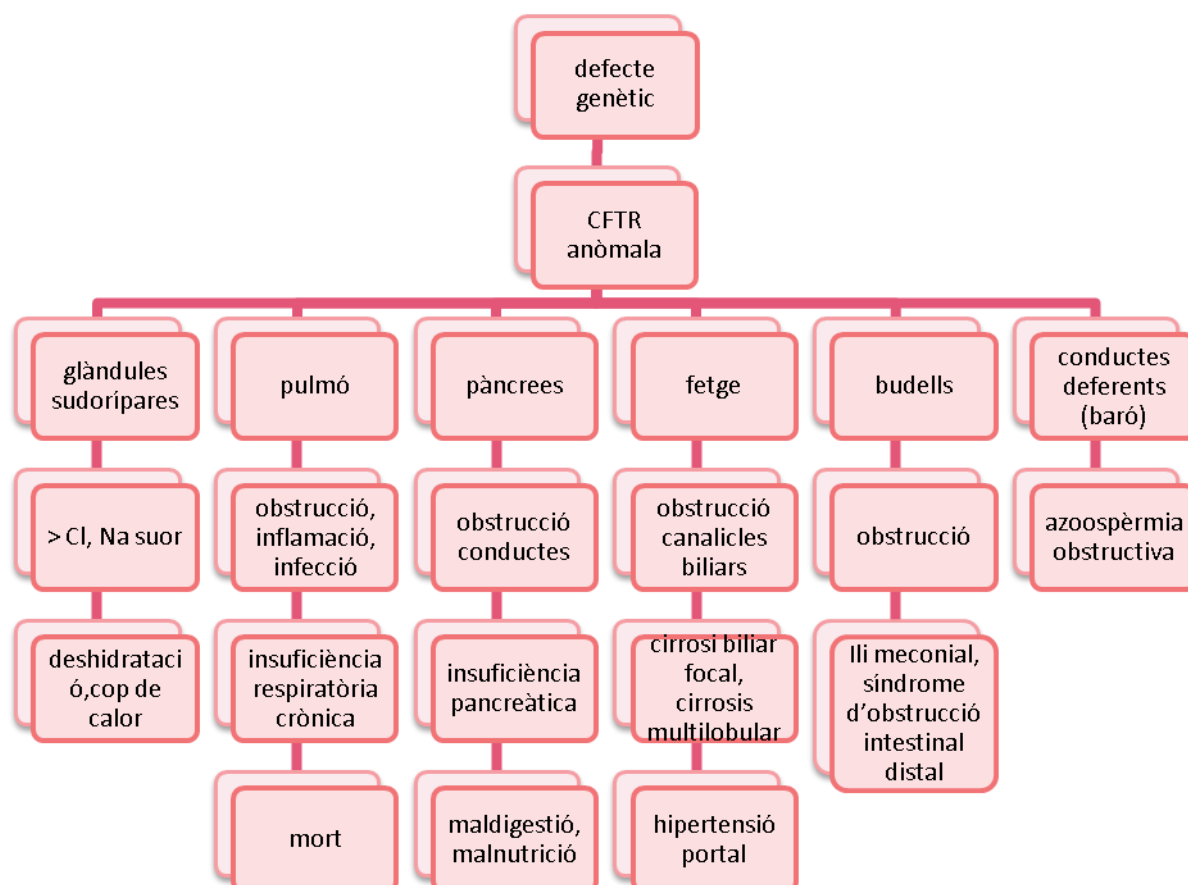 defecte
genètic
CFTR
anòmala
glàndules
sudorípares
pulmó
pàncrees
fetge
budells
conductes
deferents
(baró)
> Cl, Na suor
obstrucció,
inflamació,
infecció
obstrucció
conductes
obstrucció
canalicles
biliars
obstrucció
azoospèrmia
obstructiva
deshidrataci
ó,cop de
calor
insuficiència
respiratòria
crònica
insuficiència
pancreàtica
cirrosi biliar
focal,
cirrosis
multilobular
Ili meconial,
síndrome
d’obstrucció
intestinal
distal
mort
maldigestió,
malnutrició
hipertensió
portal